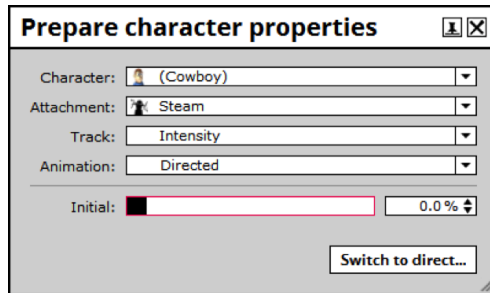 Prepare character properties
Character: (Cowboy)
Attachment: Steam
Track: Intensity
Animation: Directed
Initial: 0.0%
Switch to direct...